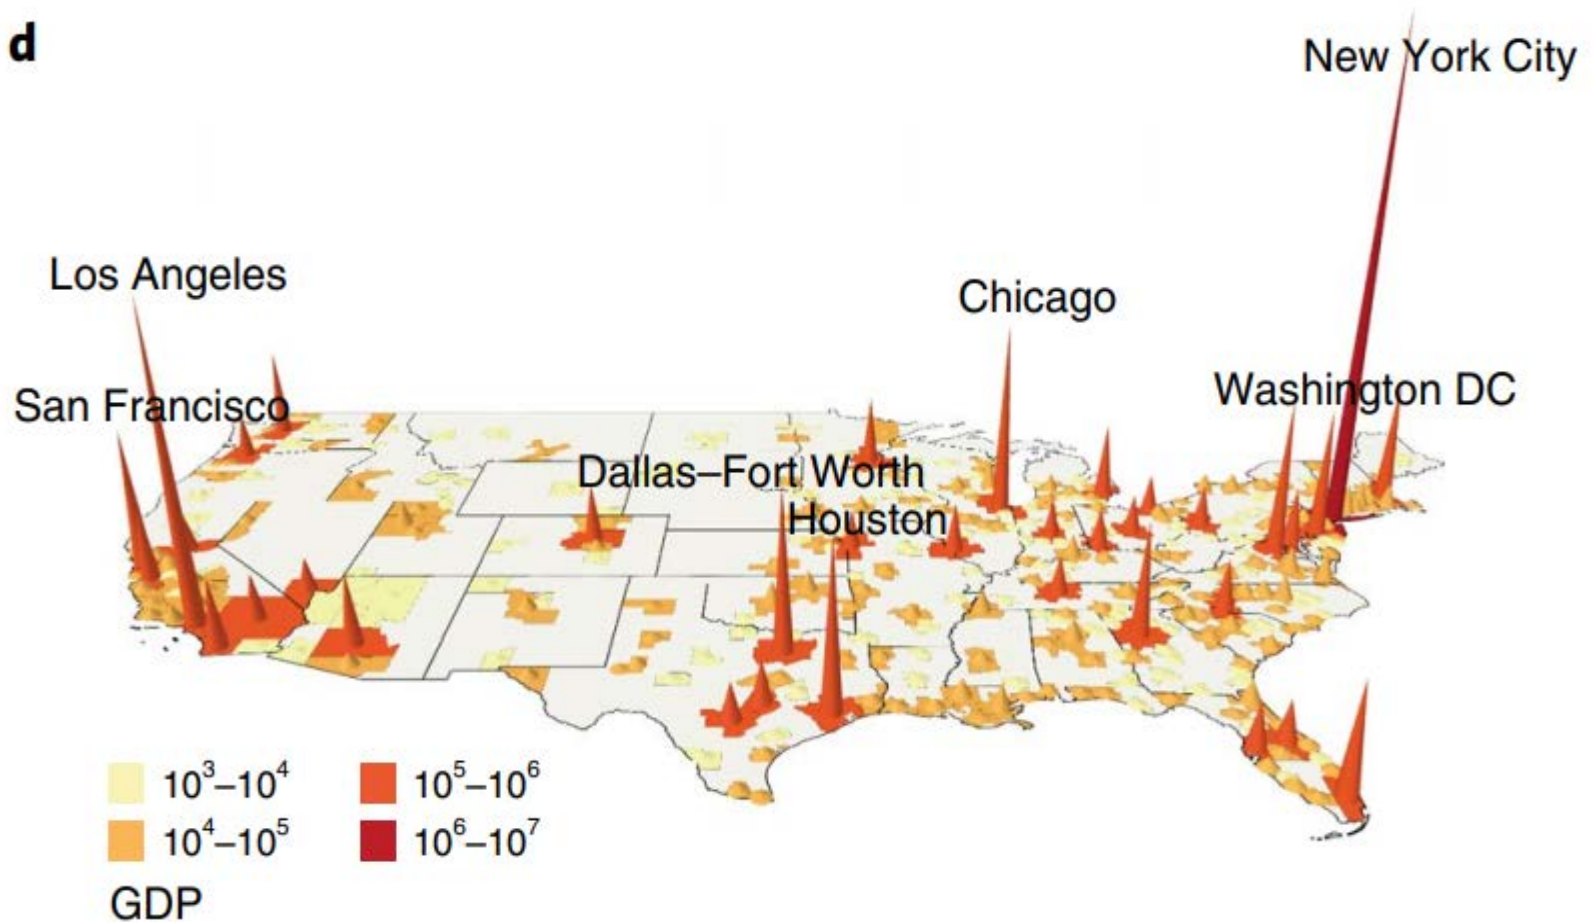 d
New York City
Los Angeles
Chicago
San Francisco
Washington DC
Dallas–Fort Worth
Houston
10³–10⁴
10⁵–10⁶
10⁴–10⁵
10⁶–10⁷
GDP